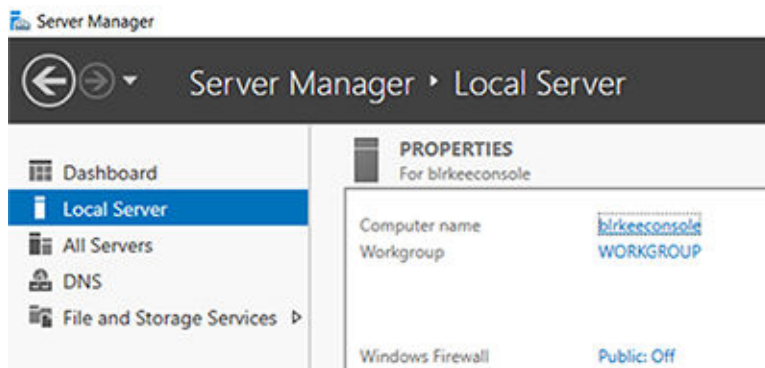 Server Manager
Server Manager ‣ Local Server
Dashboard
Local Server
All Servers
DNS
File and Storage Services
PROPERTIES
For blrkeeconsole
Computer name blrkeeconsole
Workgroup WORKGROUP
Windows Firewall Public: Off